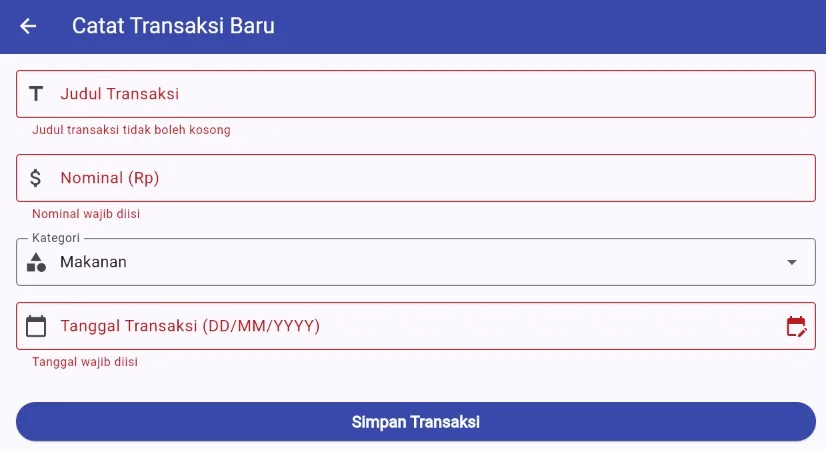 Catat Transaksi Baru
Judul Transaksi
Judul transaksi tidak boleh kosong
Nominal (Rp)
Nominal wajib diisi
Kategori
Makanan
Tanggal Transaksi (DD/MM/YYYY)
Tanggal wajib diisi
Simpan Transaksi